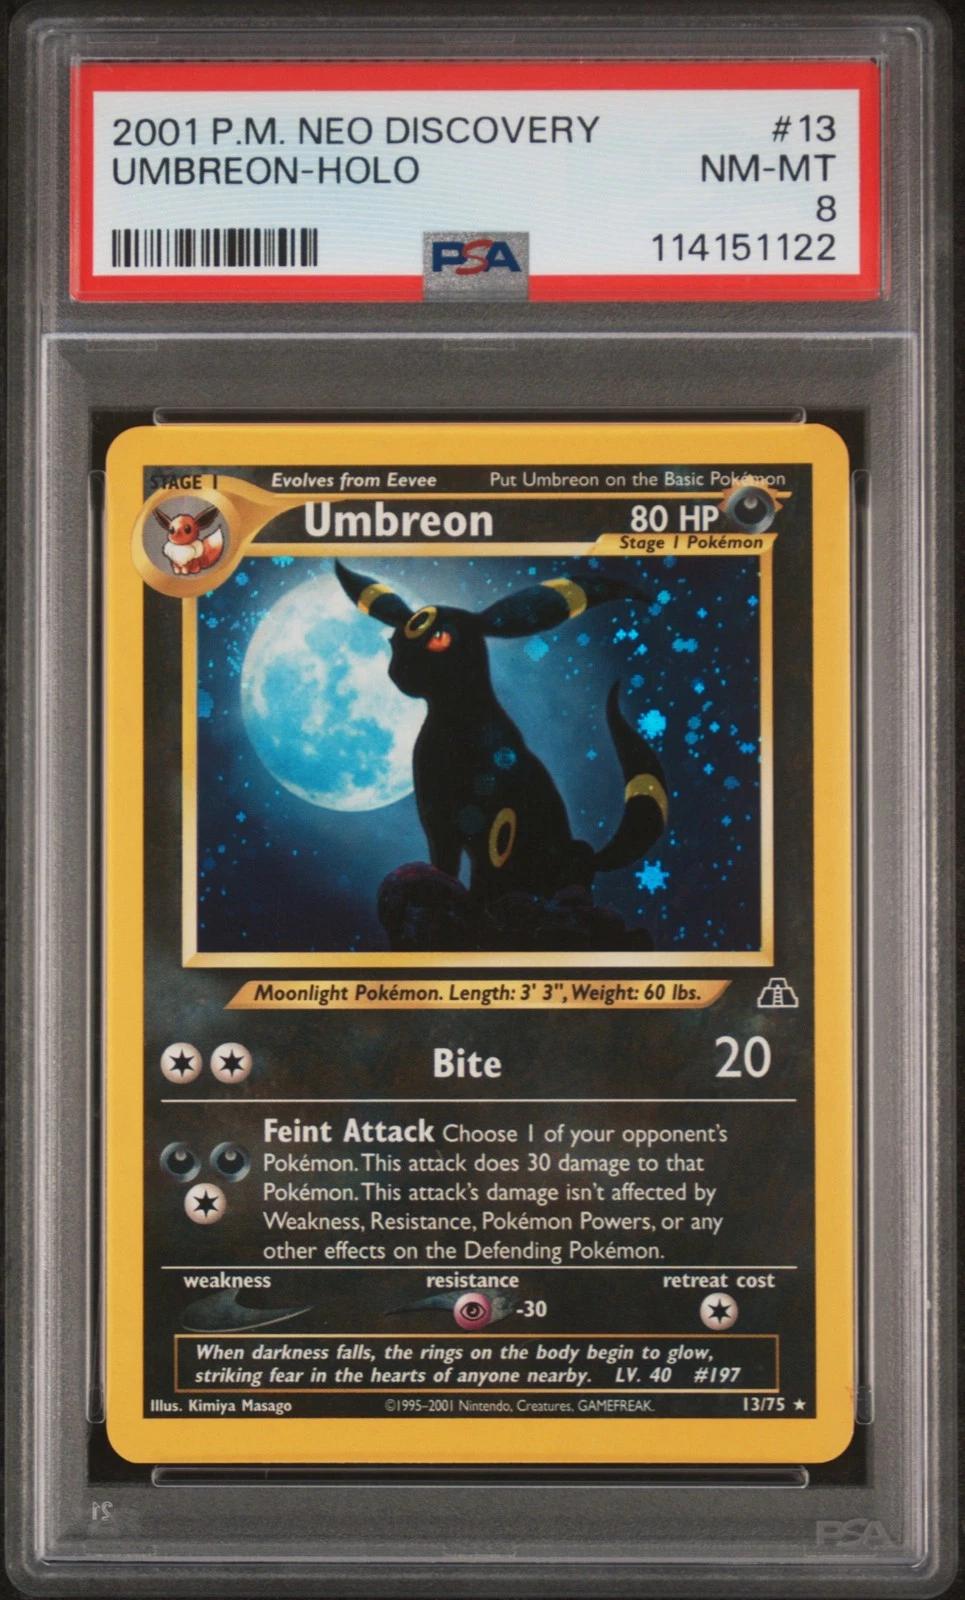 2001 P.M. NEO DISCOVERY #13
UMBREON-HOLO NM-MT
8
PSA 114151122
STAGE 1 Evolves from Eevee Put Umbreon on the Basic Pokémon
Umbreon 80 HP
Stage 1 Pokémon
Moonlight Pokémon. Length: 3' 3", Weight: 60 lbs.
Bite 20
Feint Attack Choose 1 of your opponent's
Pokémon. This attack does 30 damage to that
Pokémon. This attack's damage isn't affected by
Weakness, Resistance, Pokémon Powers, or any
other effects on the Defending Pokémon.
weakness resistance retreat cost
-30
When darkness falls, the rings on the body begin to glow,
striking fear in the hearts of anyone nearby. LV. 40 #197
Illus. Kimiya Masago ©1995-2001 Nintendo, Creatures, GAMEFREAK. 13/75 ★
21
PSA